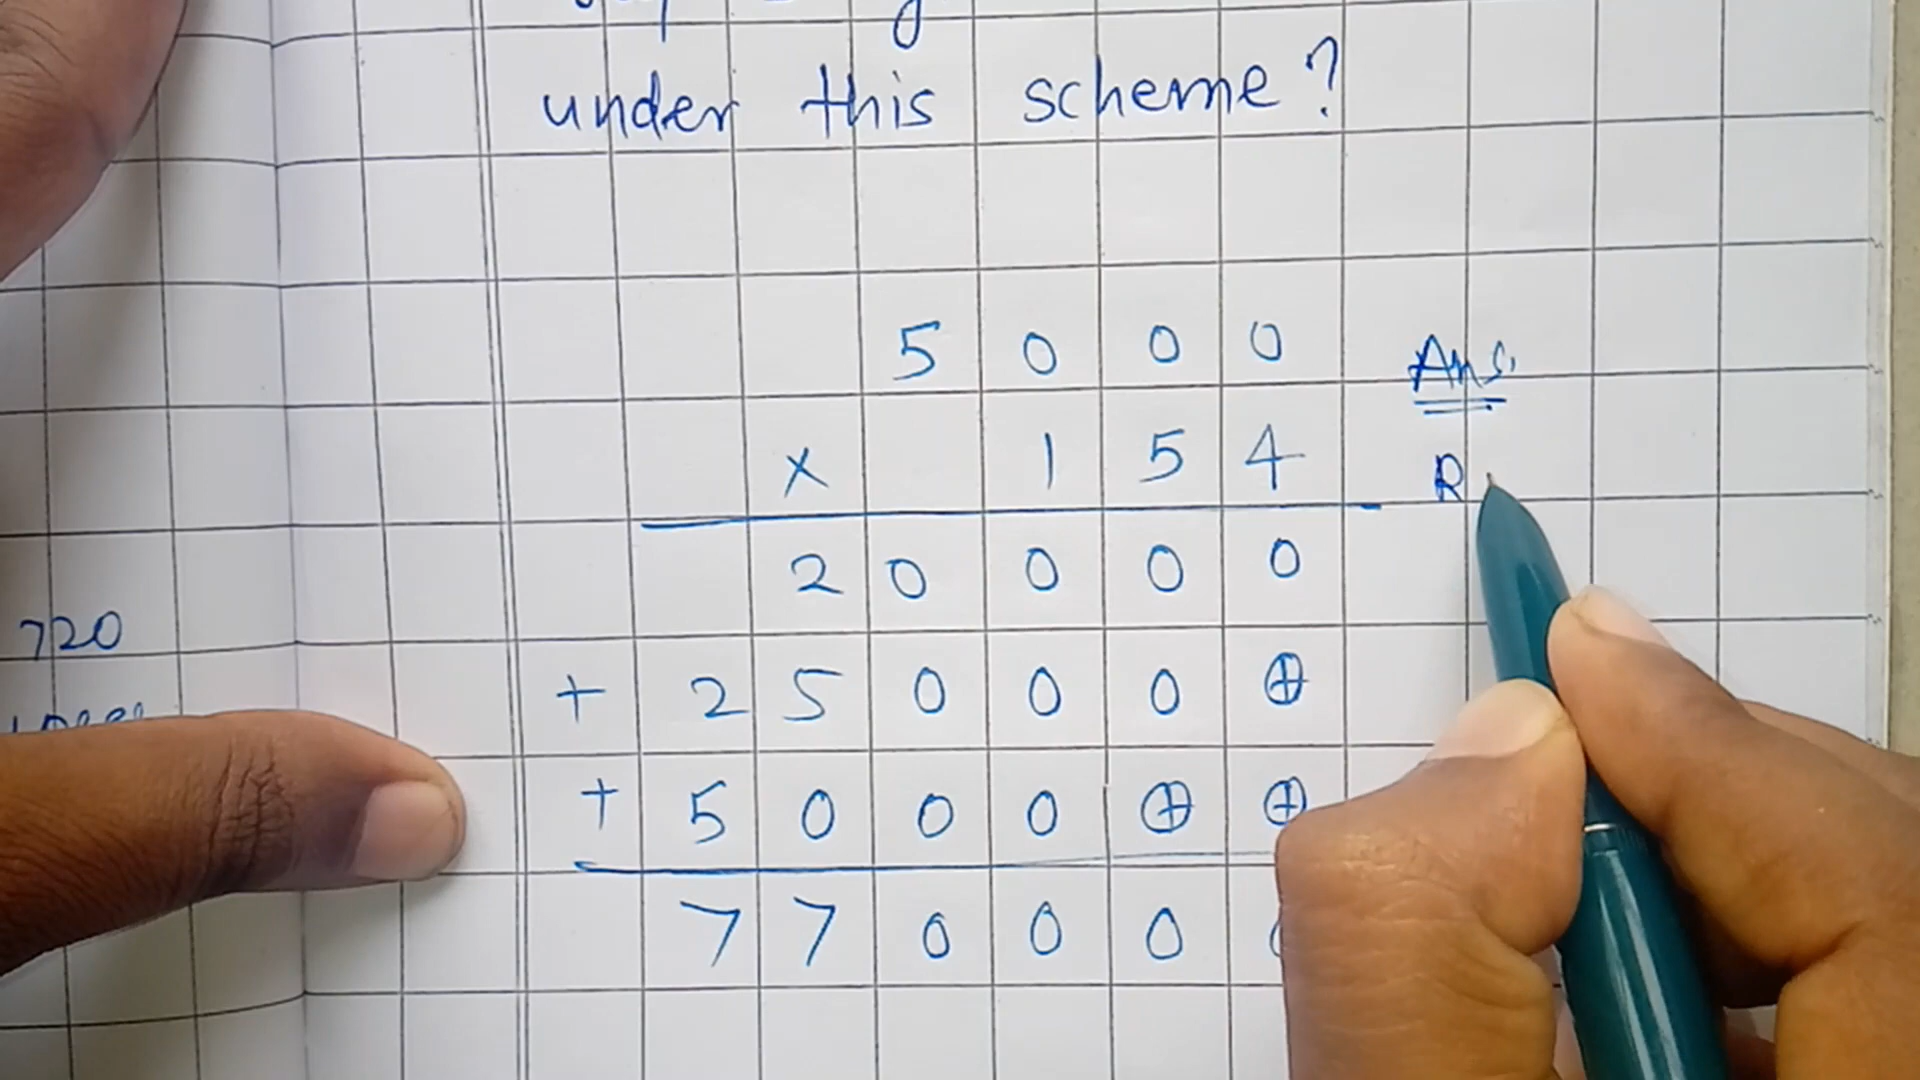 under this scheme?
5 0 0 0
× 1 5 4
2 0 0 0 0
+ 2 5 0 0 0 ⊕
+ 5 0 0 0 ⊕ ⊕
7 7 0 0 0 0
Ans.
R
720